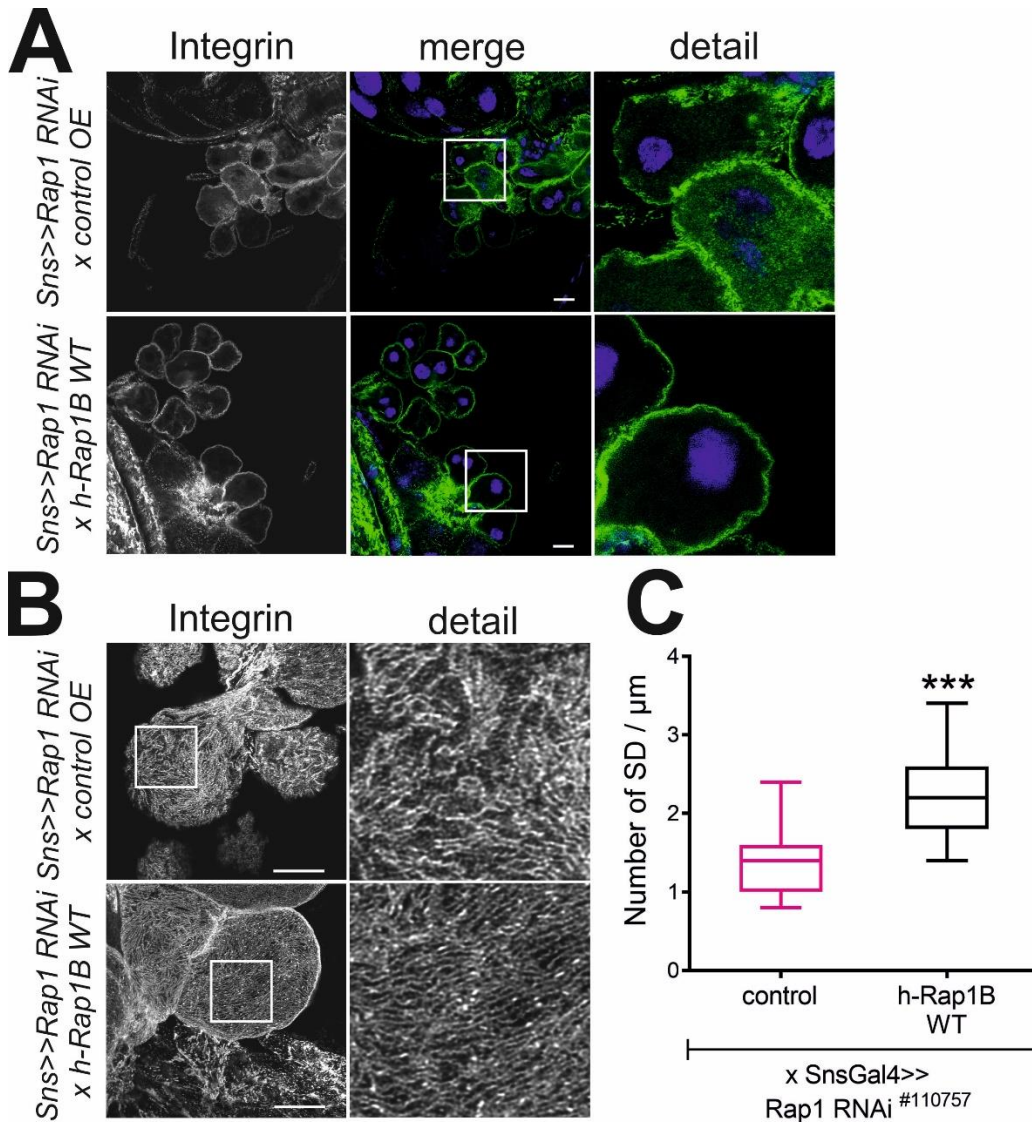 A
Integrin merge detail
Sns>>Rap1 RNAi
x control OE
Sns>>Rap1 RNAi
x h-Rap1B WT
B
Integrin detail
Sns>>Rap1 RNAi
x control OE
Sns>>Rap1 RNAi
x h-Rap1B WT
C
Number of SD / µm
4
3
2
1
0
***
control h-Rap1B
WT
x SnsGal4>>
Rap1 RNAi #110757